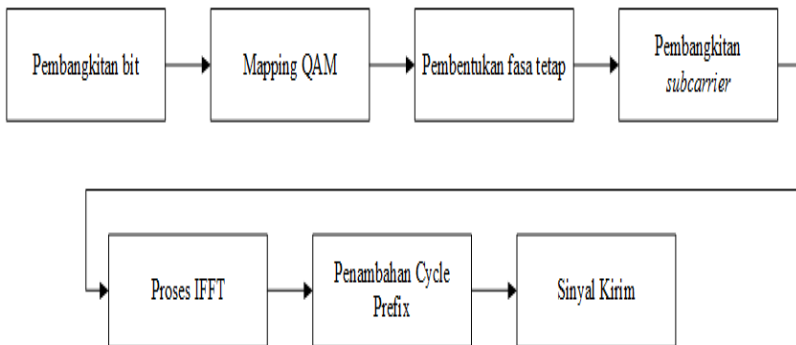 Pembangkitan bit
Mapping QAM
Pembentukan fasa tetap
Pembangkitan
subcarrier
Proses IFFT
Penambahan Cycle
Prefix
Sinyal Kirim